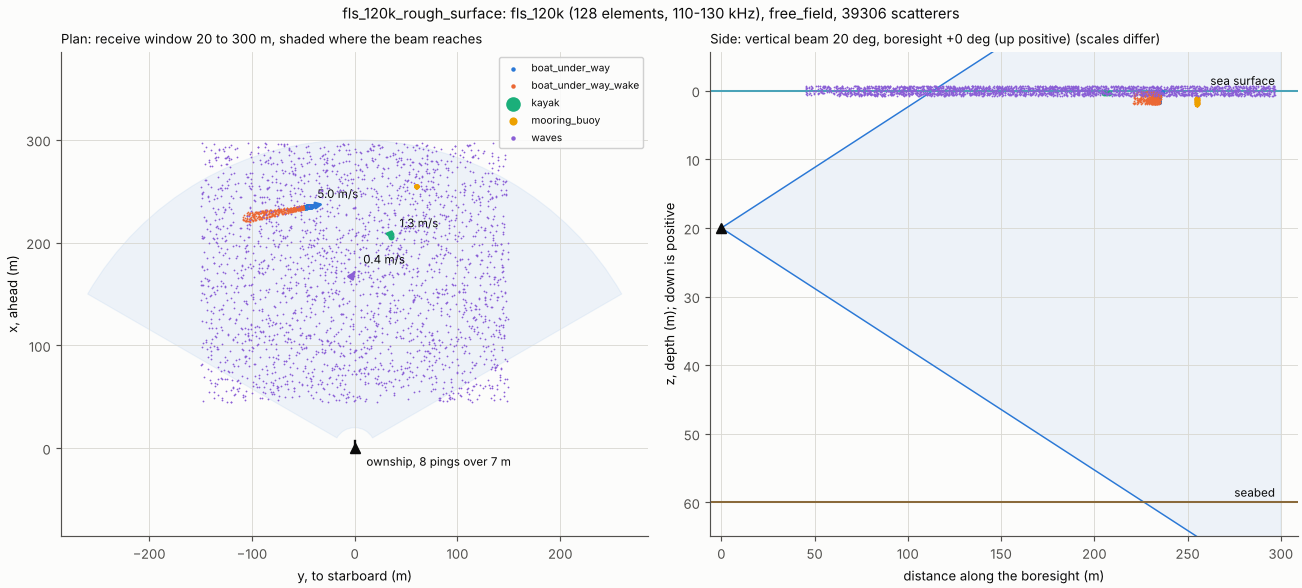 fls_120k_rough_surface: fls_120k (128 elements, 110-130 kHz), free_field, 39306 scatterers
Plan: receive window 20 to 300 m, shaded where the beam reaches
boat_under_way
boat_under_way_wake
kayak
mooring_buoy
waves
5.0 m/s
1.3 m/s
0.4 m/s
ownship, 8 pings over 7 m
300
200
100
0
−200
−100
0
100
200
x, ahead (m)
y, to starboard (m)
Side: vertical beam 20 deg, boresight +0 deg (up positive) (scales differ)
sea surface
seabed
0
10
20
30
40
50
60
0
50
100
150
200
250
300
z, depth (m); down is positive
distance along the boresight (m)